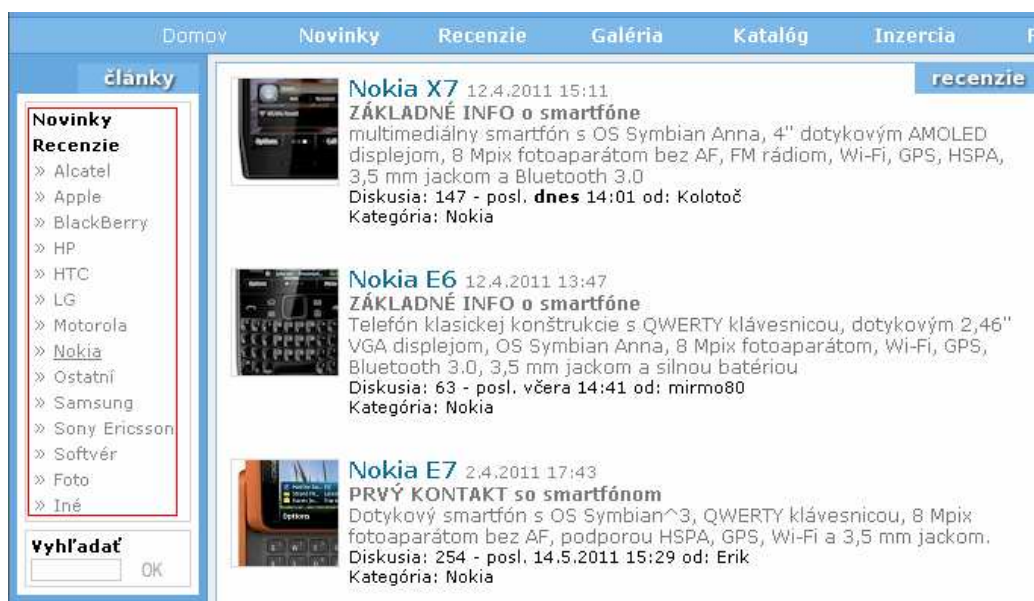 Domov Novinky Recenzie Galéria Katalóg Inzercia
články
Novinky
Recenzie
» Alcatel
» Apple
» BlackBerry
» HP
» HTC
» LG
» Motorola
» Nokia
» Ostatní
» Samsung
» Sony Ericsson
» Softvér
» Foto
» Iné
Vyhľadať
OK
recenzie
Nokia X7 12.4.2011 15:11
ZÁKLADNÉ INFO o smartfóne
multimediálny smartfón s OS Symbian Anna, 4" dotykovým AMOLED
displejom, 8 Mpix fotoaparátom bez AF, FM rádiom, Wi-Fi, GPS, HSPA,
3,5 mm jackom a Bluetooth 3.0
Diskusia: 147 - posl. dnes 14:01 od: Kolotoč
Kategória: Nokia
Nokia E6 12.4.2011 13:47
ZÁKLADNÉ INFO o smartfóne
Telefón klasickej konštrukcie s QWERTY klávesnicou, dotykovým 2,46"
VGA displejom, OS Symbian Anna, 8 Mpix fotoaparátom, Wi-Fi, GPS,
Bluetooth 3.0, 3,5 mm jackom a silnou batériou
Diskusia: 63 - posl. včera 14:41 od: mirmo80
Kategória: Nokia
Nokia E7 2.4.2011 17:43
PRVÝ KONTAKT so smartfónom
Dotykový smartfón s OS Symbian^3, QWERTY klávesnicou, 8 Mpix
fotoaparátom bez AF, podporou HSPA, GPS, Wi-Fi a 3,5 mm jackom.
Diskusia: 254 - posl. 14.5.2011 15:29 od: Erik
Kategória: Nokia